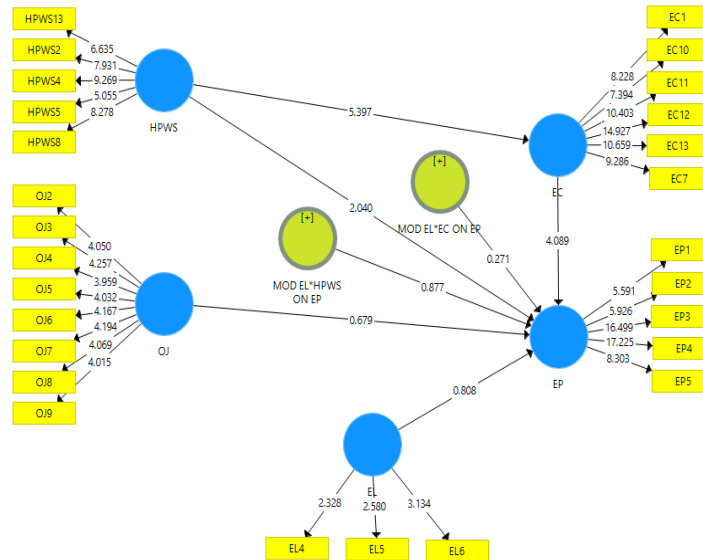 HPWS13
HPWS2
HPWS4
HPWS5
HPWS8
6.635
7.931
9.269
5.055
8.278
HPWS
5.397
EC1
EC10
EC11
EC12
EC13
EC7
8.228
7.394
10.403
14.927
10.659
9.286
EC
[+]
MOD EL*EC ON EP
2.040
0.271
4.089
[+]
MOD EL*HPWS
ON EP
0.877
OJ2
OJ3
OJ4
OJ5
OJ6
OJ7
OJ8
OJ9
4.050
4.257
3.959
4.032
4.167
4.194
4.069
4.015
OJ
0.679
EP1
EP2
EP3
EP4
EP5
5.591
5.926
16.499
17.225
8.303
EP
0.808
EL
2.328
2.580
3.134
EL4
EL5
EL6